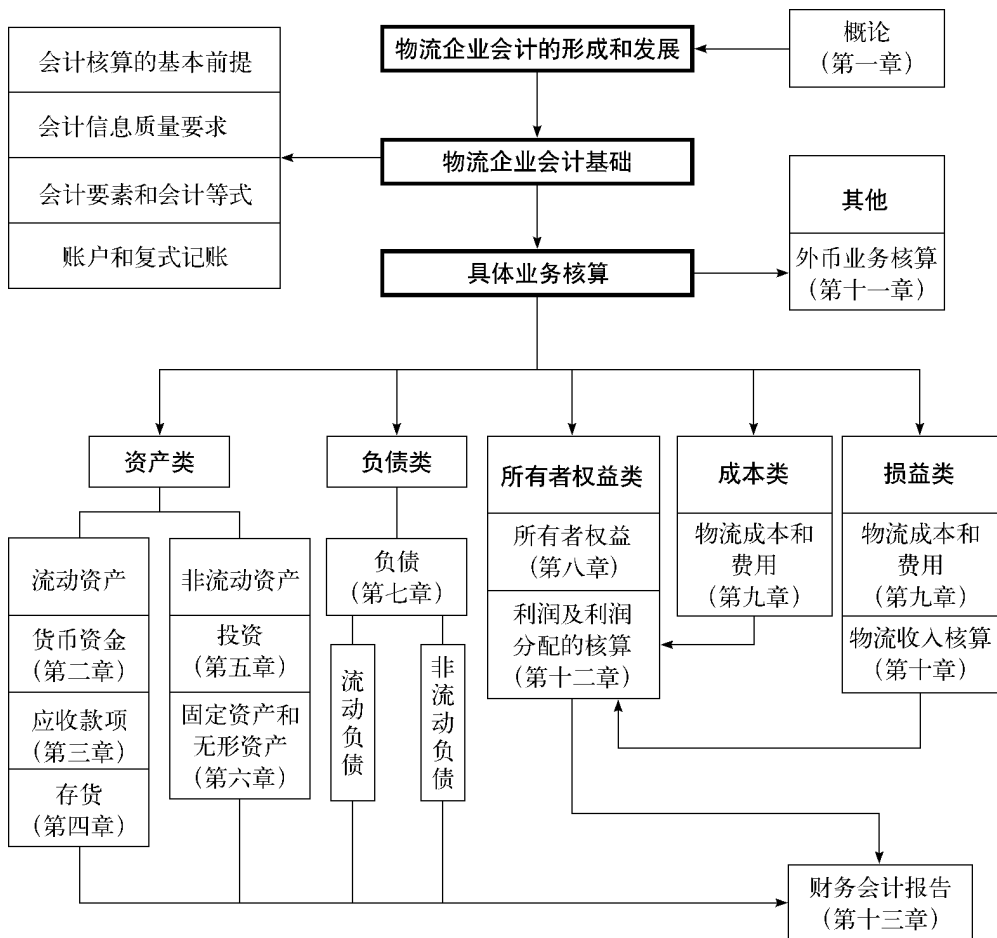 物流企业会计的形成和发展
概论
（第一章）
会计核算的基本前提
会计信息质量要求
会计要素和会计等式
账户和复式记账
物流企业会计基础
具体业务核算
其他
外币业务核算
（第十一章）
资产类
负债类
所有者权益类
成本类
损益类
流动资产
货币资金
（第二章）
应收款项
（第三章）
存货
（第四章）
非流动资产
投资
（第五章）
固定资产和
无形资产
（第六章）
负债
（第七章）
流动负债
非流动负债
所有者权益
（第八章）
利润及利润
分配的核算
（第十二章）
物流成本和
费用
（第九章）
物流成本和
费用
（第九章）
物流收入核算
（第十章）
财务会计报告
（第十三章）